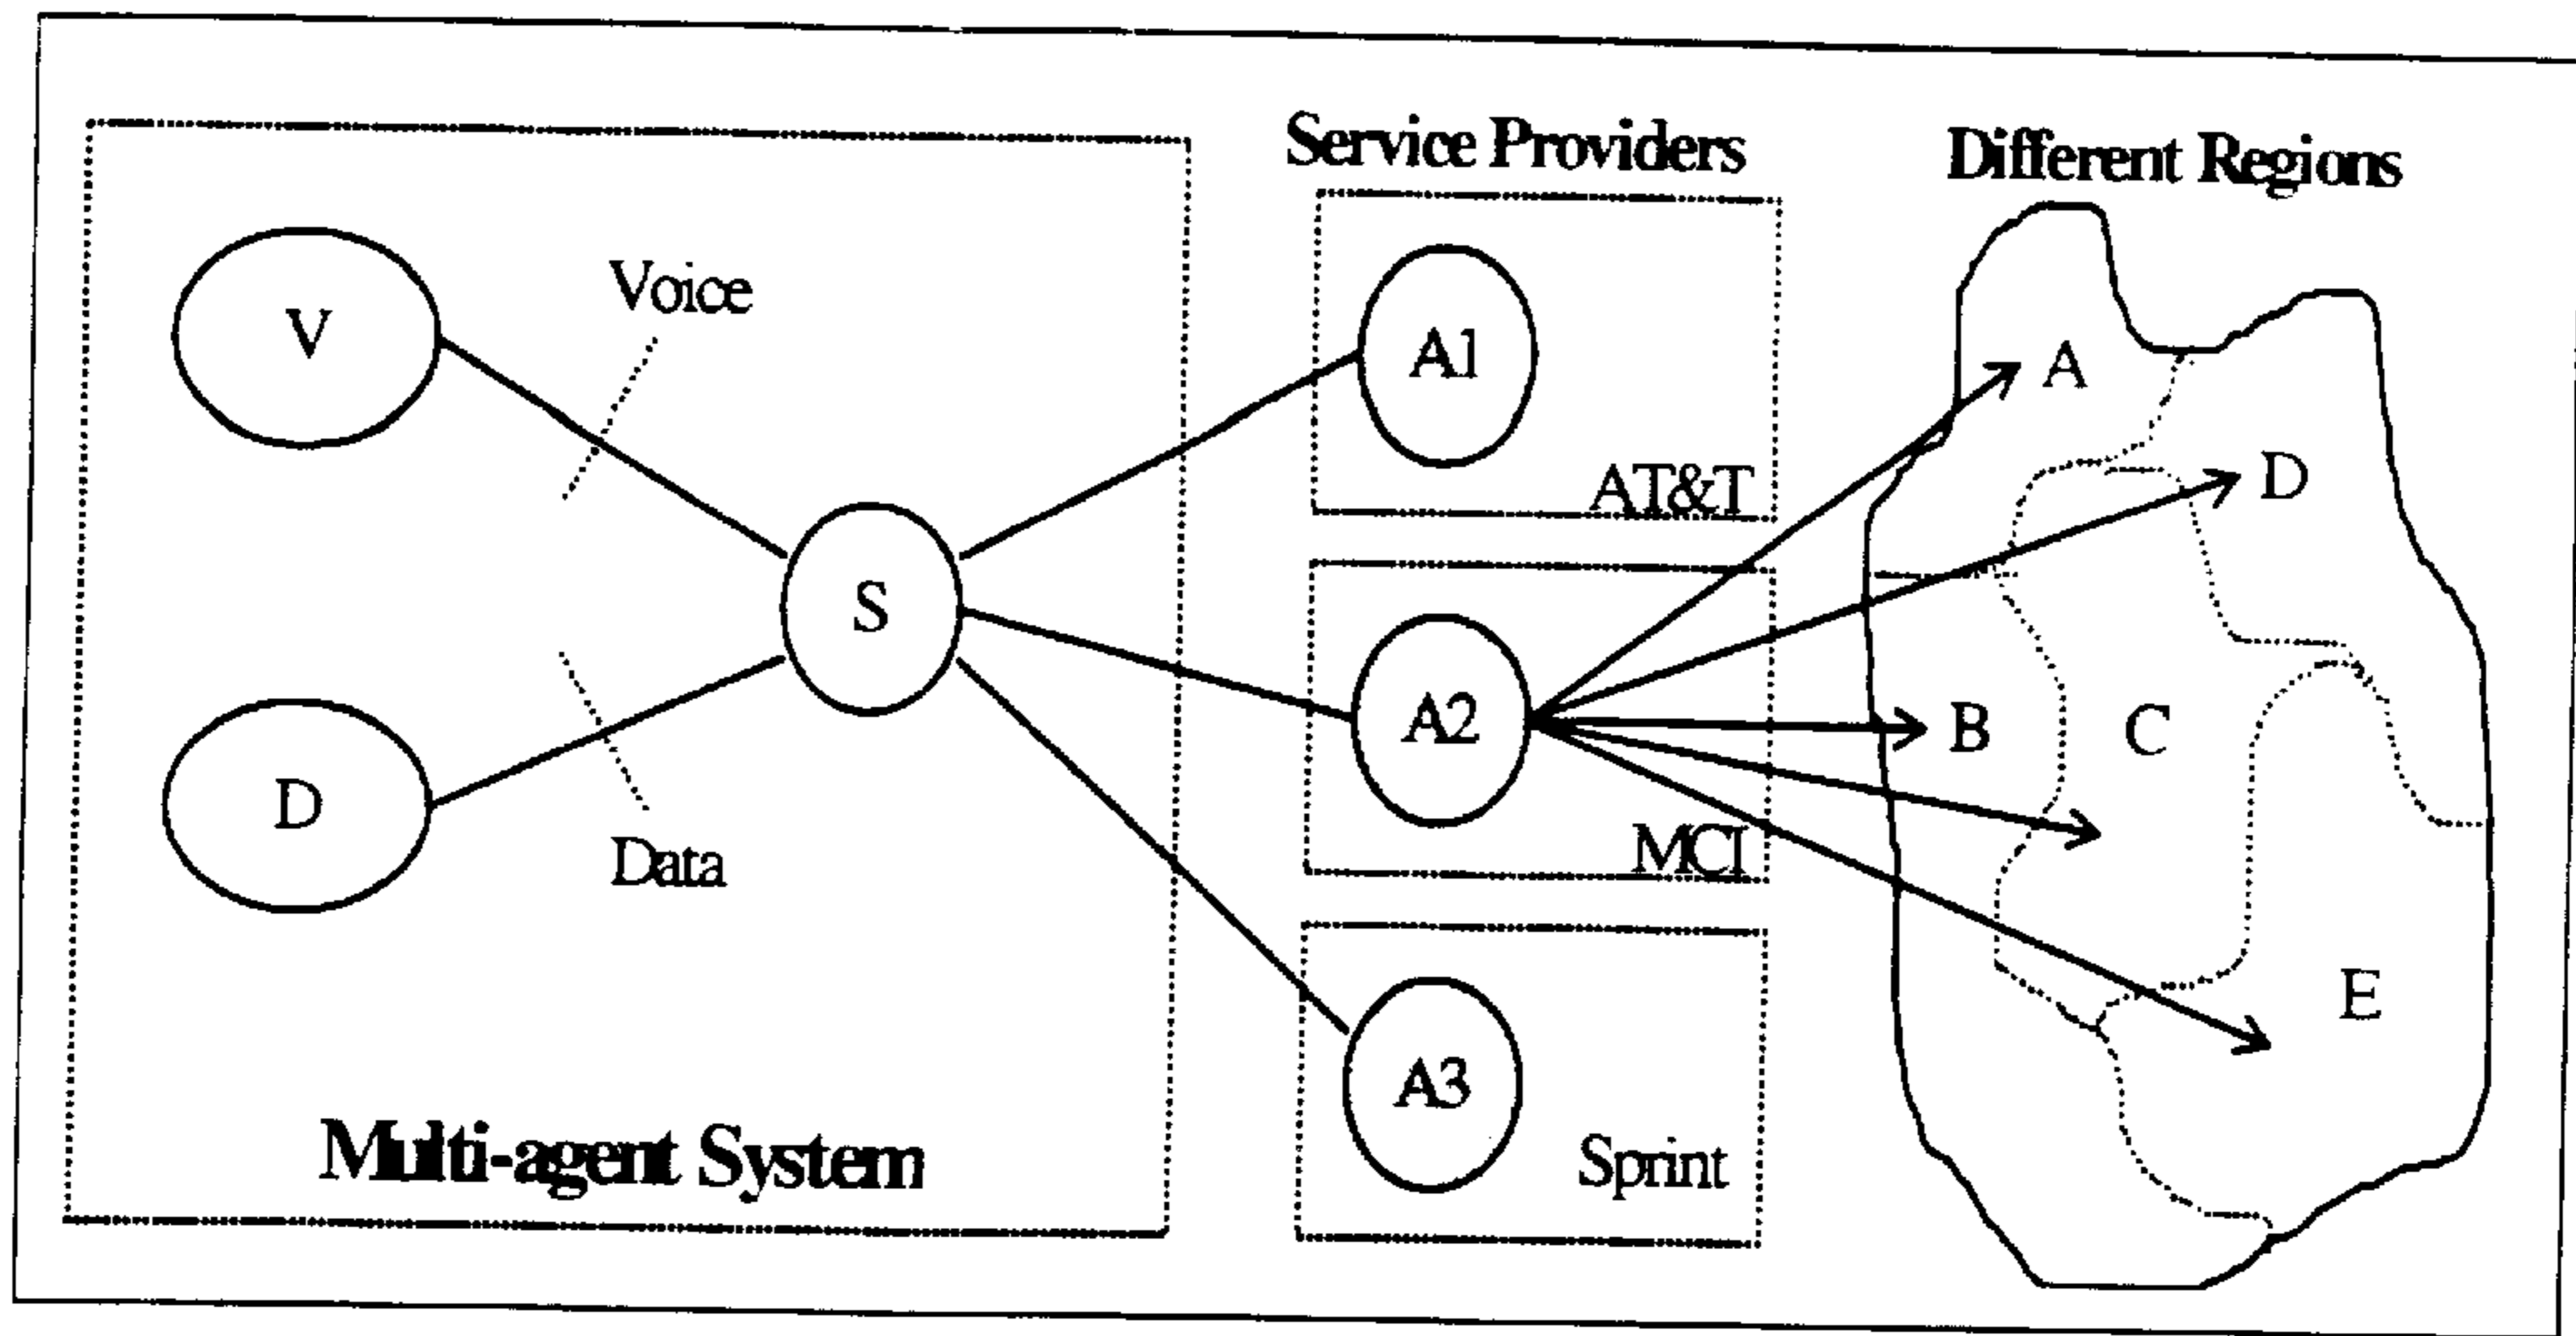 Service Providers
Different Regions
Voice
V
A1
A
AT&T
D
S
A2
B
C
D
MCI
Data
E
A3
Multi-agent System
Sprint